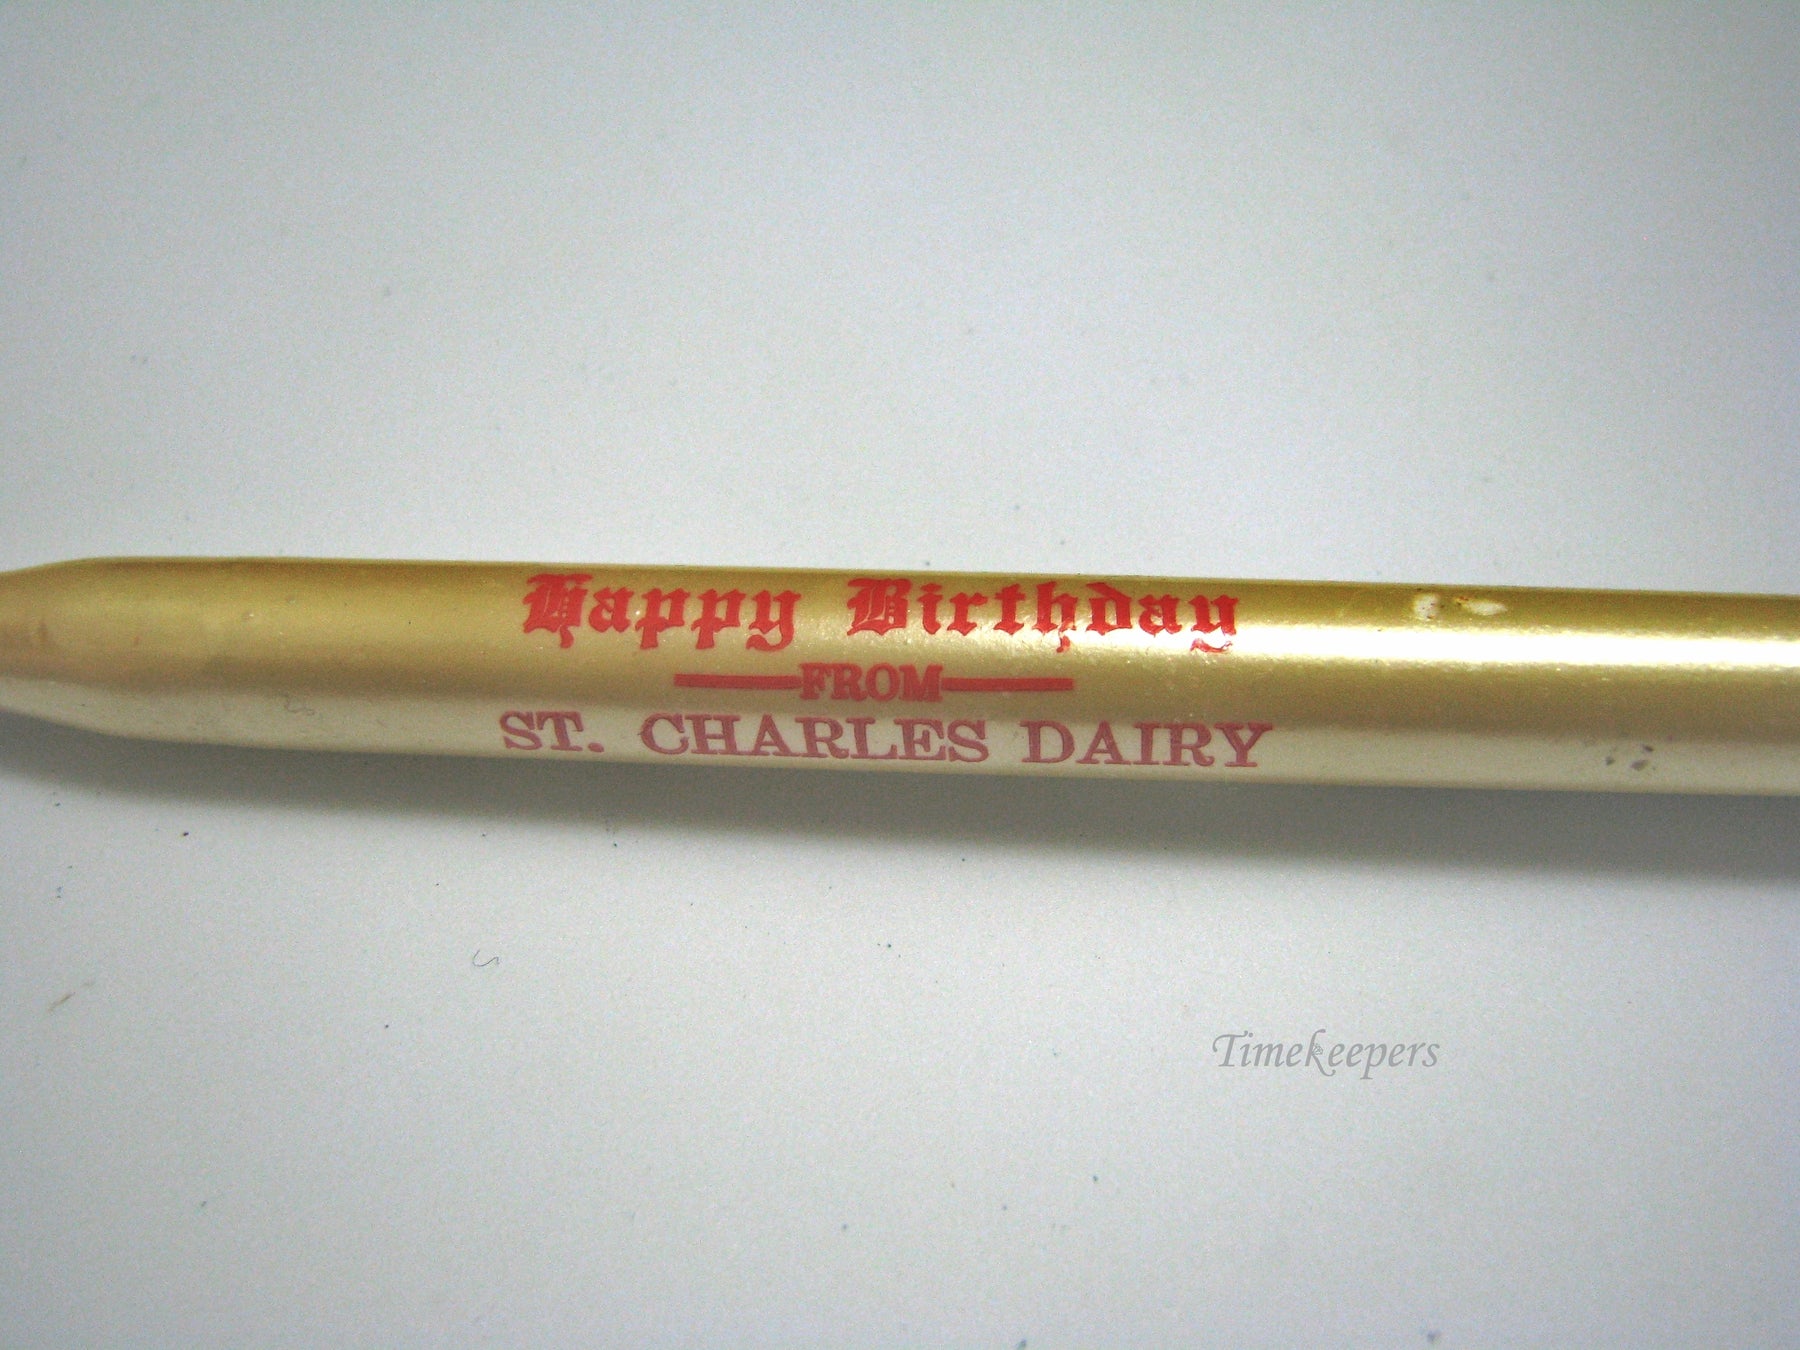 Happy Birthday
FROM
ST. CHARLES DAIRY
Timekeepers